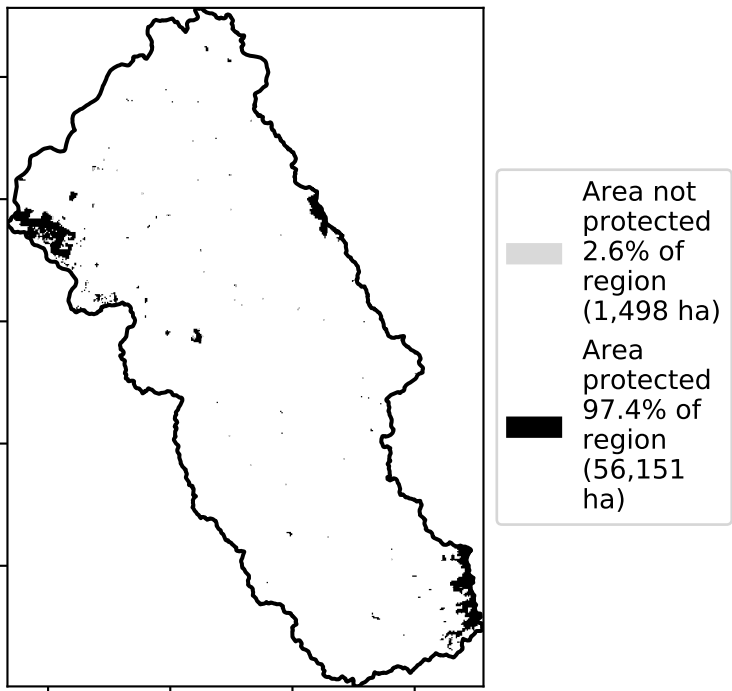 Area not
protected
2.6% of
region
(1,498 ha)
Area
protected
97.4% of
region
(56,151
ha)